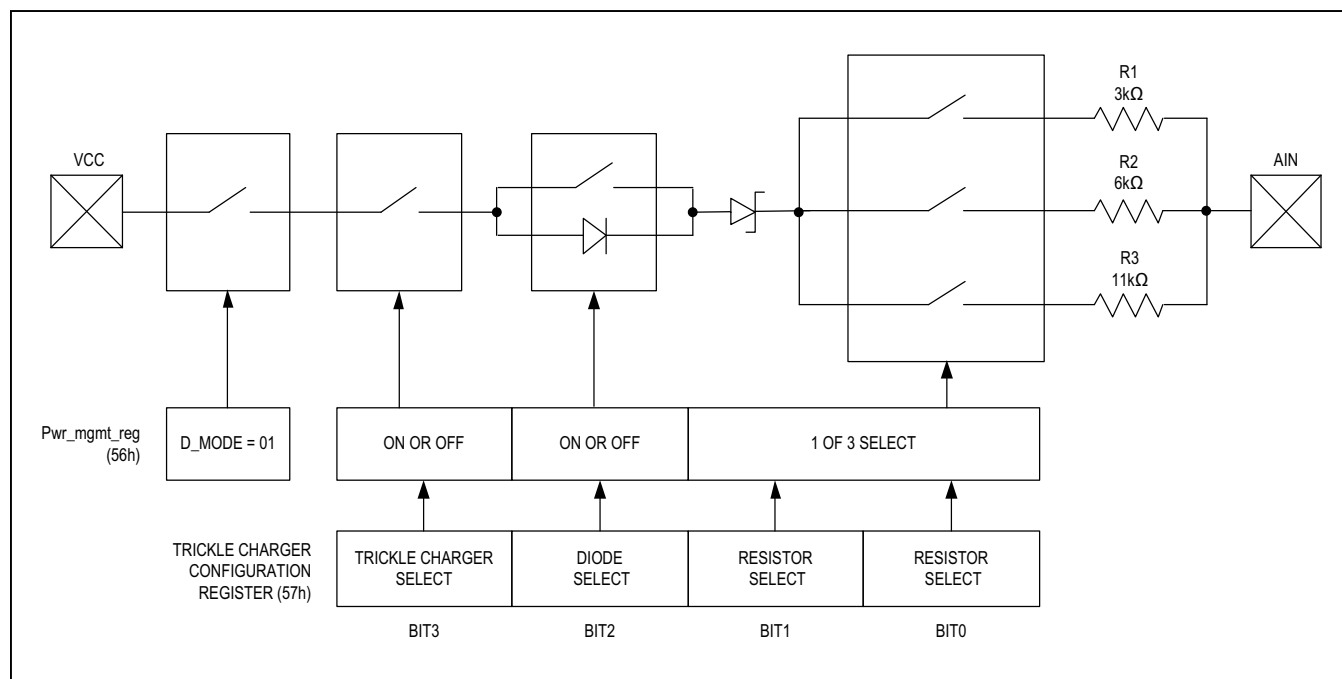 R1
3kΩ
VCC
R2
6kΩ
AIN
R3
11kΩ
Pwr_mgmt_reg
(56h)
D_MODE = 01
ON OR OFF
ON OR OFF
1 OF 3 SELECT
TRICKLE CHARGER
CONFIGURATION
REGISTER (57h)
TRICKLE CHARGER
SELECT
DIODE
SELECT
RESISTOR
SELECT
RESISTOR
SELECT
BIT3
BIT2
BIT1
BIT0